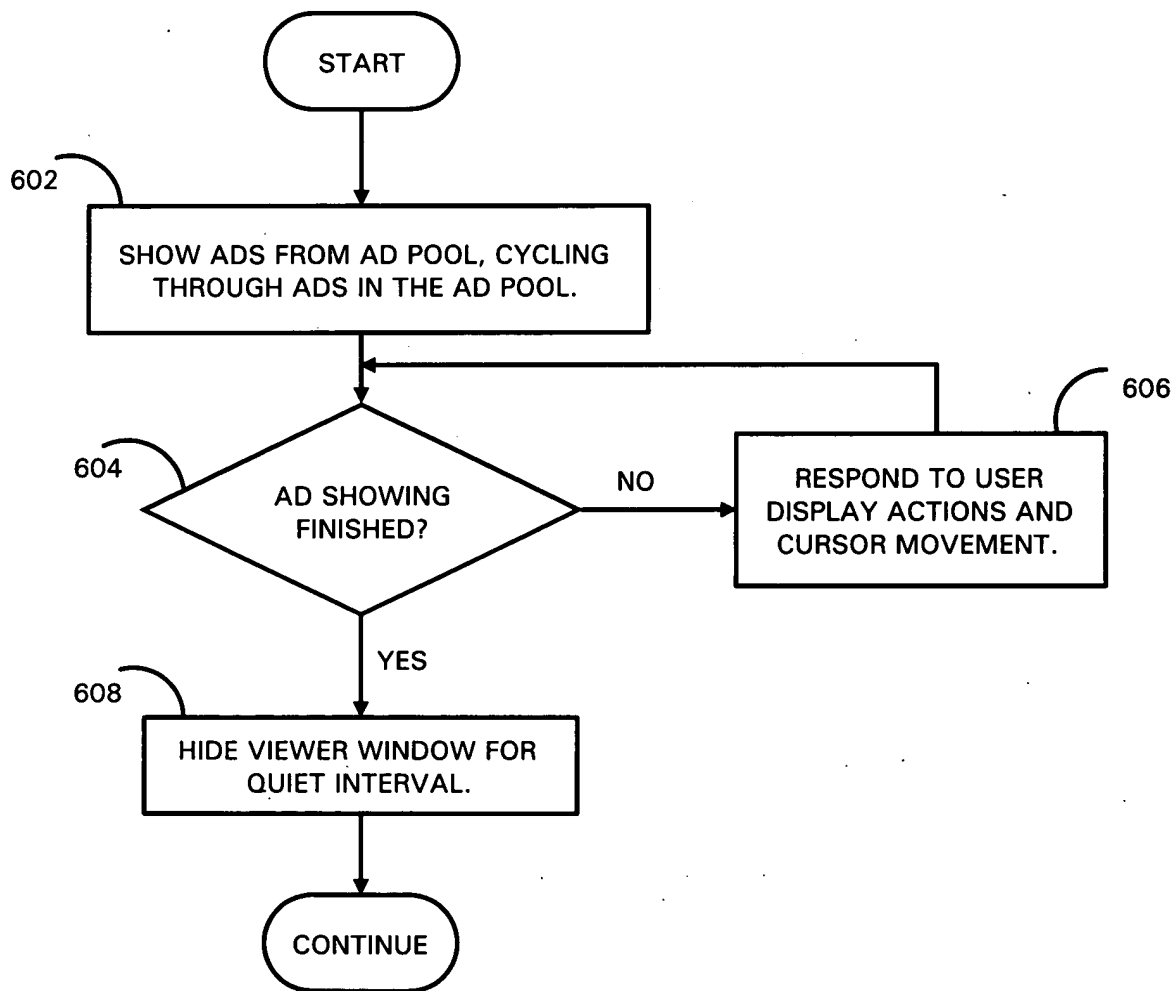 START
602
SHOW ADS FROM AD POOL, CYCLING
THROUGH ADS IN THE AD POOL.
606
604
AD SHOWING
FINISHED?
NO
RESPOND TO USER
DISPLAY ACTIONS AND
CURSOR MOVEMENT.
YES
608
HIDE VIEWER WINDOW FOR
QUIET INTERVAL.
CONTINUE